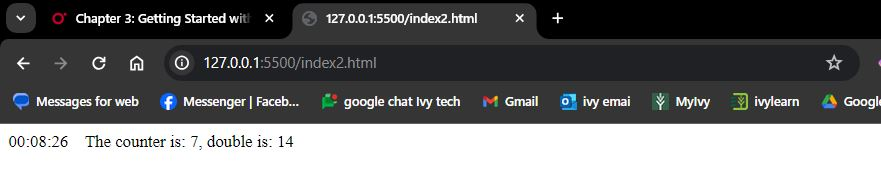 Chapter 3: Getting Started with
127.0.0.1:5500/index2.html
127.0.0.1:5500/index2.html
Messages for web
Messenger | Faceb...
google chat Ivy tech
Gmail
ivy emai
MyIvy
ivylearn
Google
00:08:26 The counter is: 7, double is: 14